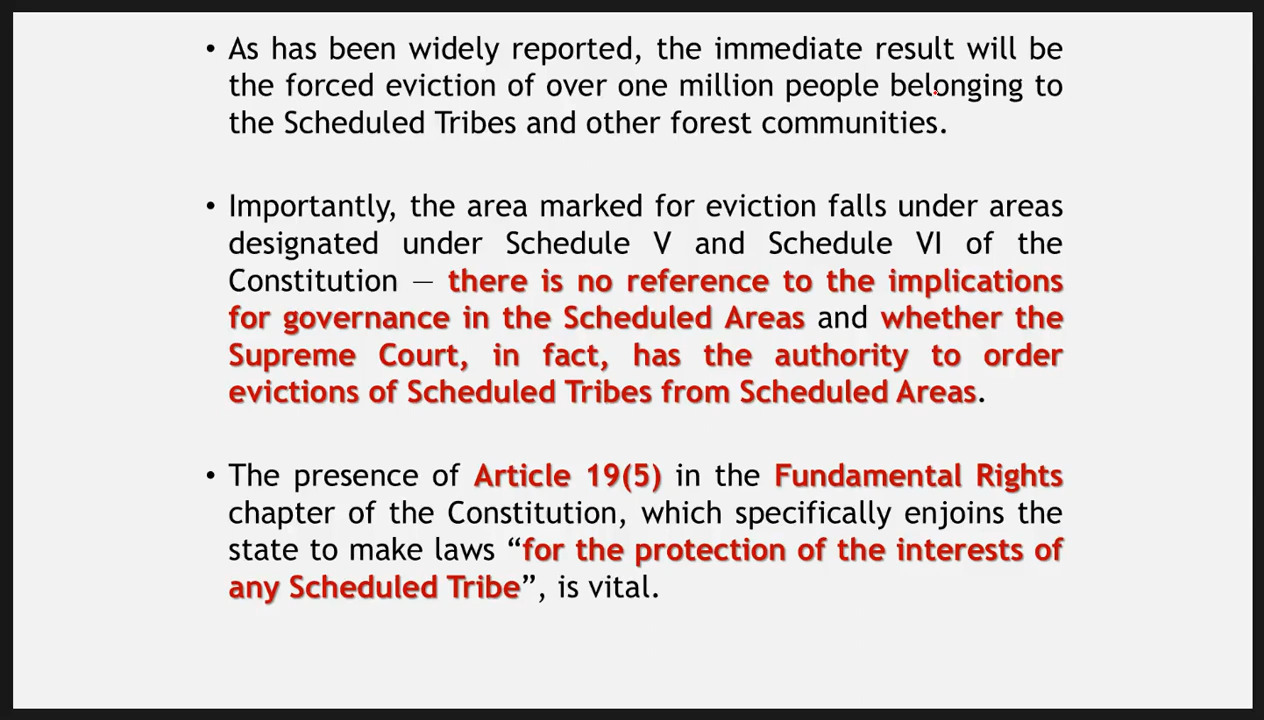 • As has been widely reported, the immediate result will be
the forced eviction of over one million people belonging to
the Scheduled Tribes and other forest communities.
• Importantly, the area marked for eviction falls under areas
designated under Schedule V and Schedule VI of the
Constitution — there is no reference to the implications
for governance in the Scheduled Areas and whether the
Supreme Court, in fact, has the authority to order
evictions of Scheduled Tribes from Scheduled Areas.
• The presence of Article 19(5) in the Fundamental Rights
chapter of the Constitution, which specifically enjoins the
state to make laws “for the protection of the interests of
any Scheduled Tribe”, is vital.